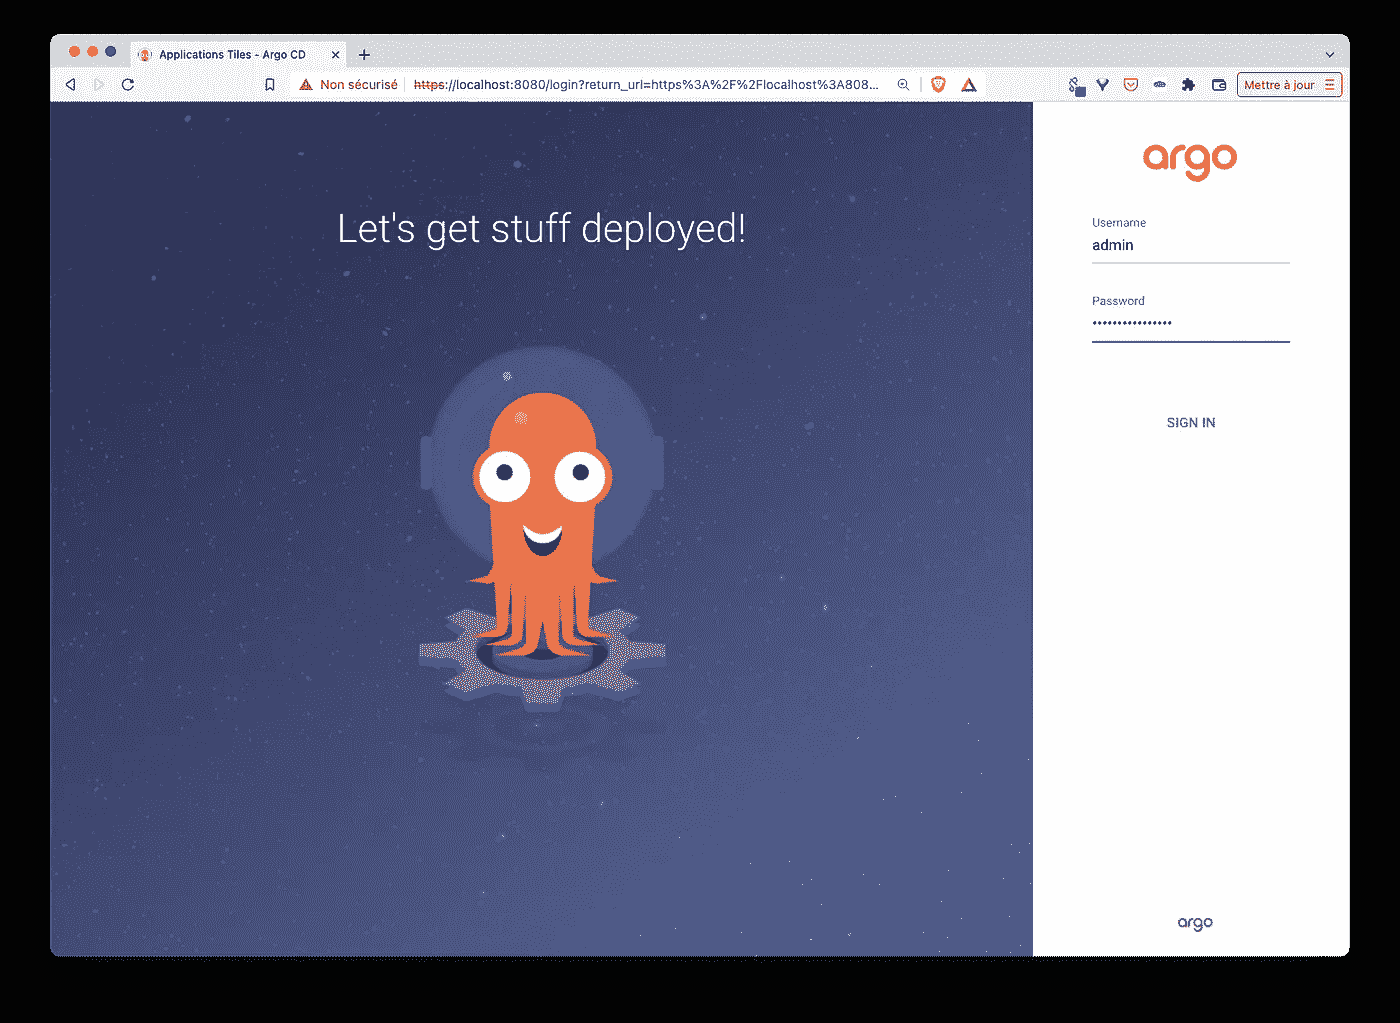 Applications Tiles - Argo CD
Non sécurisé https://localhost:8080/login?return_url=https%3A%2F%2Flocalhost%3A808... Mettre à jour
Let's get stuff deployed!
argo
Username
admin
Password
••••••••••••••••
SIGN IN
argo